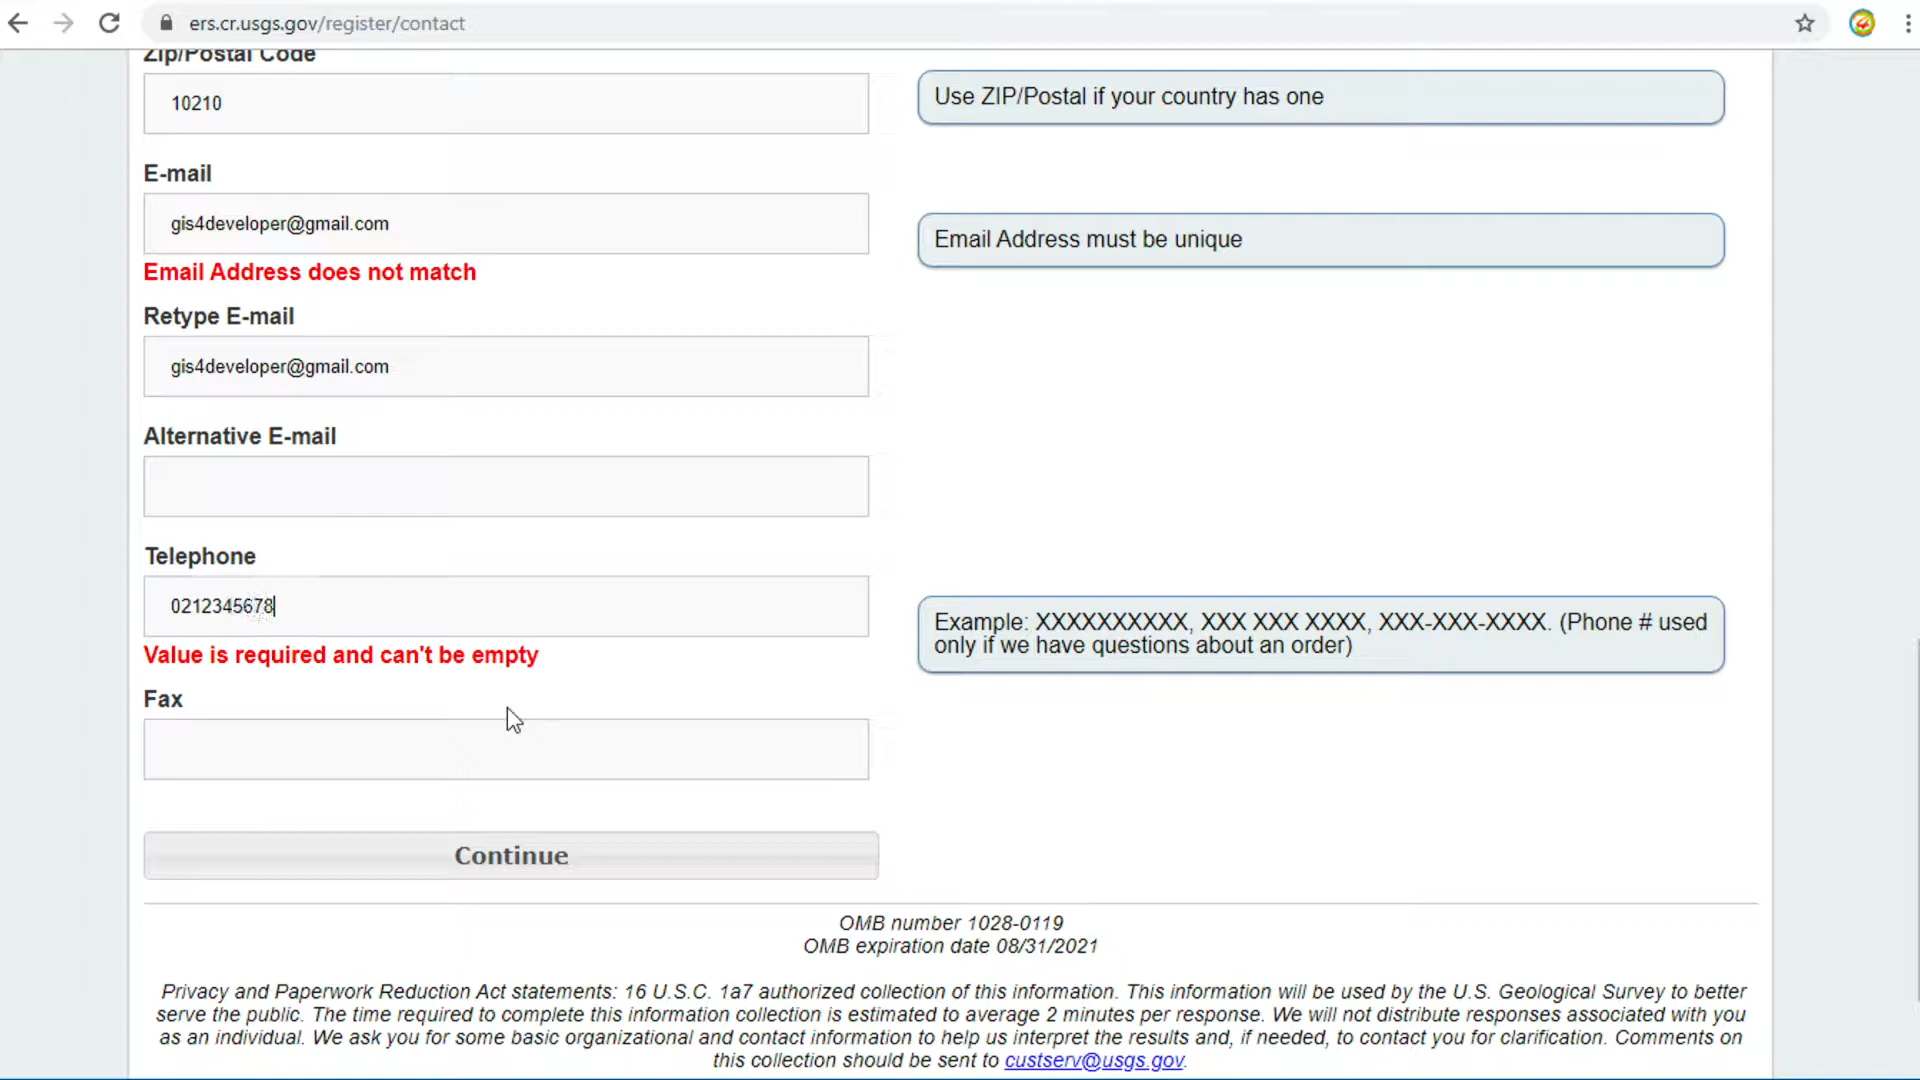 ers.cr.usgs.gov/register/contact
Zip/Postal Code
10210
Use ZIP/Postal if your country has one
E-mail
gis4developer@gmail.com
Email Address must be unique
Email Address does not match
Retype E-mail
gis4developer@gmail.com
Alternative E-mail
Telephone
0212345678
Example: XXXXXXXXXX, XXX XXX XXXX, XXX-XXX-XXXX. (Phone # used
only if we have questions about an order)
Value is required and can't be empty
Fax
Continue
OMB number 1028-0119
OMB expiration date 08/31/2021
Privacy and Paperwork Reduction Act statements: 16 U.S.C. 1a7 authorized collection of this information. This information will be used by the U.S. Geological Survey to better
serve the public. The time required to complete this information collection is estimated to average 2 minutes per response. We will not distribute responses associated with you
as an individual. We ask you for some basic organizational and contact information to help us interpret the results and, if needed, to contact you for clarification. Comments on
this collection should be sent to custserv@usgs.gov.